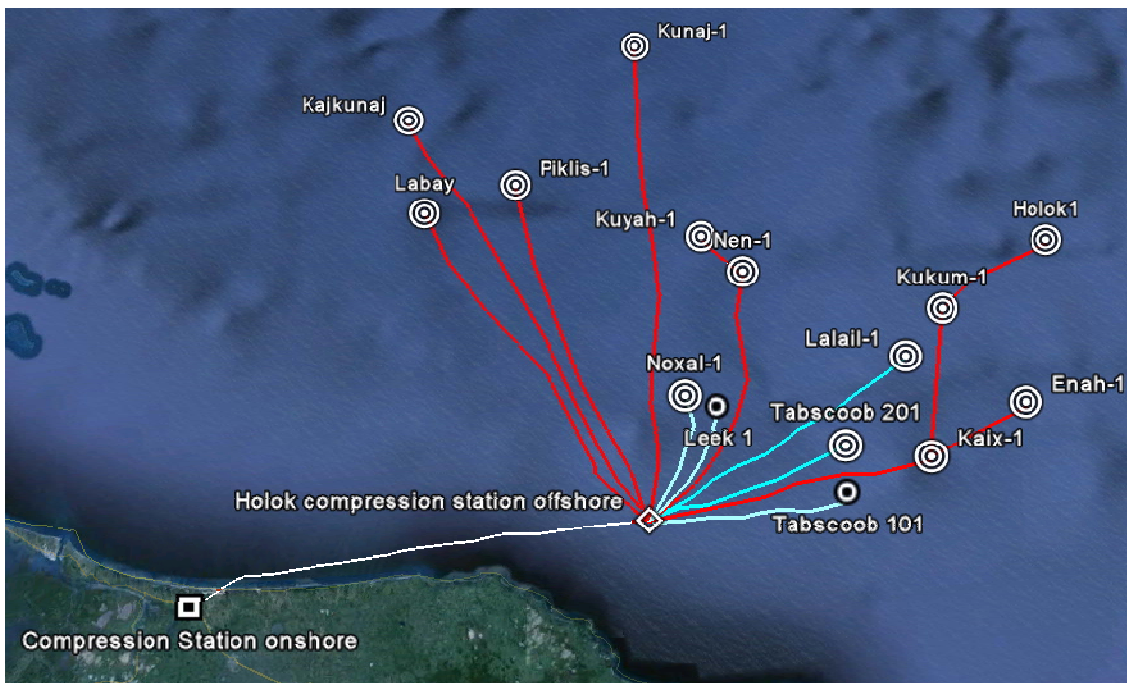 Kunaj-1
Kajkunaj
Piklis-1
Labay
Kuyah-1
Nen-1
Holok1
Kukum-1
Lalail-1
Noxal-1
Enah-1
Tabscoob 201
Leek 1
Kaix-1
Holok compression station offshore
Tabscoob 101
Compression Station onshore